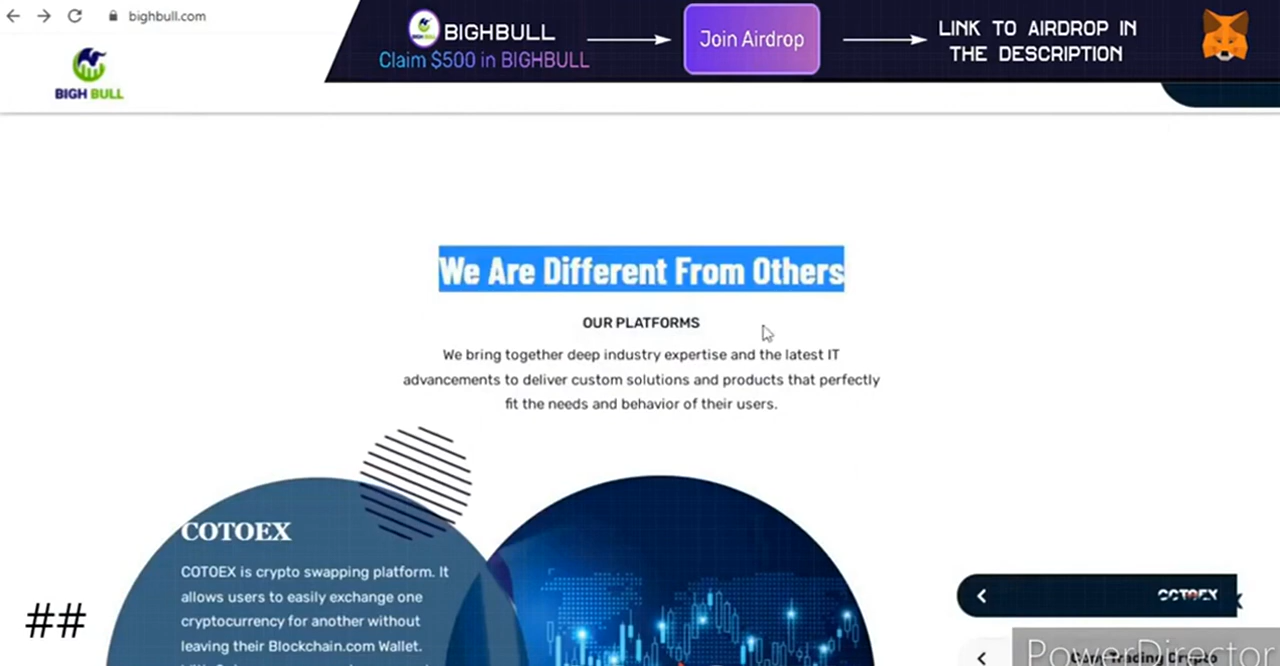 bighbull.com
BIGHBULL
Claim $500 in BIGHBULL
Join Airdrop
LINK TO AIRDROP IN
THE DESCRIPTION
BIGH BULL
We Are Different From Others
OUR PLATFORMS
We bring together deep industry expertise and the latest IT
advancements to deliver custom solutions and products that perfectly
fit the needs and behavior of their users.
COTOEX
COTOEX is crypto swapping platform. It
allows users to easily exchange one
cryptocurrency for another without
leaving their Blockchain.com Wallet.
##
COTOEX
Trading Crypto
PowerDirector